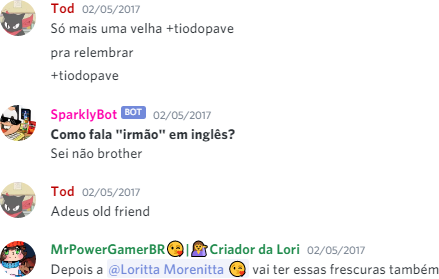 Tod 02/05/2017
Só mais uma velha +tiodopave
pra relembrar
+tiodopave
SparklyBot BOT 02/05/2017
Como fala "irmão" em inglês?
Sei não brother
Tod 02/05/2017
Adeus old friend
MrPowerGamerBR😘|💁Criador da Lori 02/05/2017
Depois a @Loritta Morenitta 😘 vai ter essas frescuras também